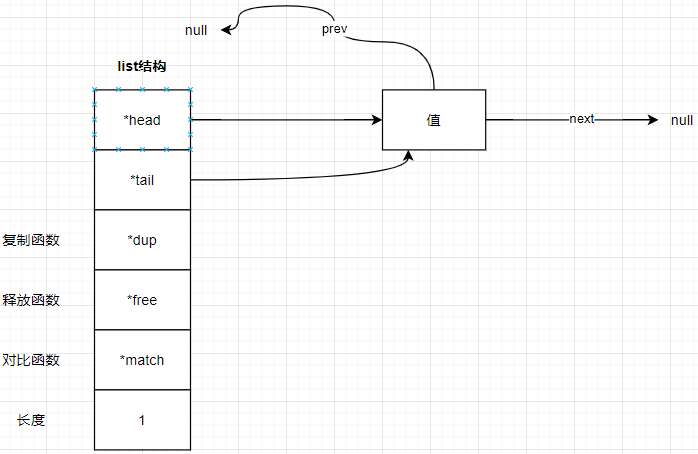 null
prev
list结构
*head
值
next
null
*tail
复制函数
*dup
释放函数
*free
对比函数
*match
长度
1